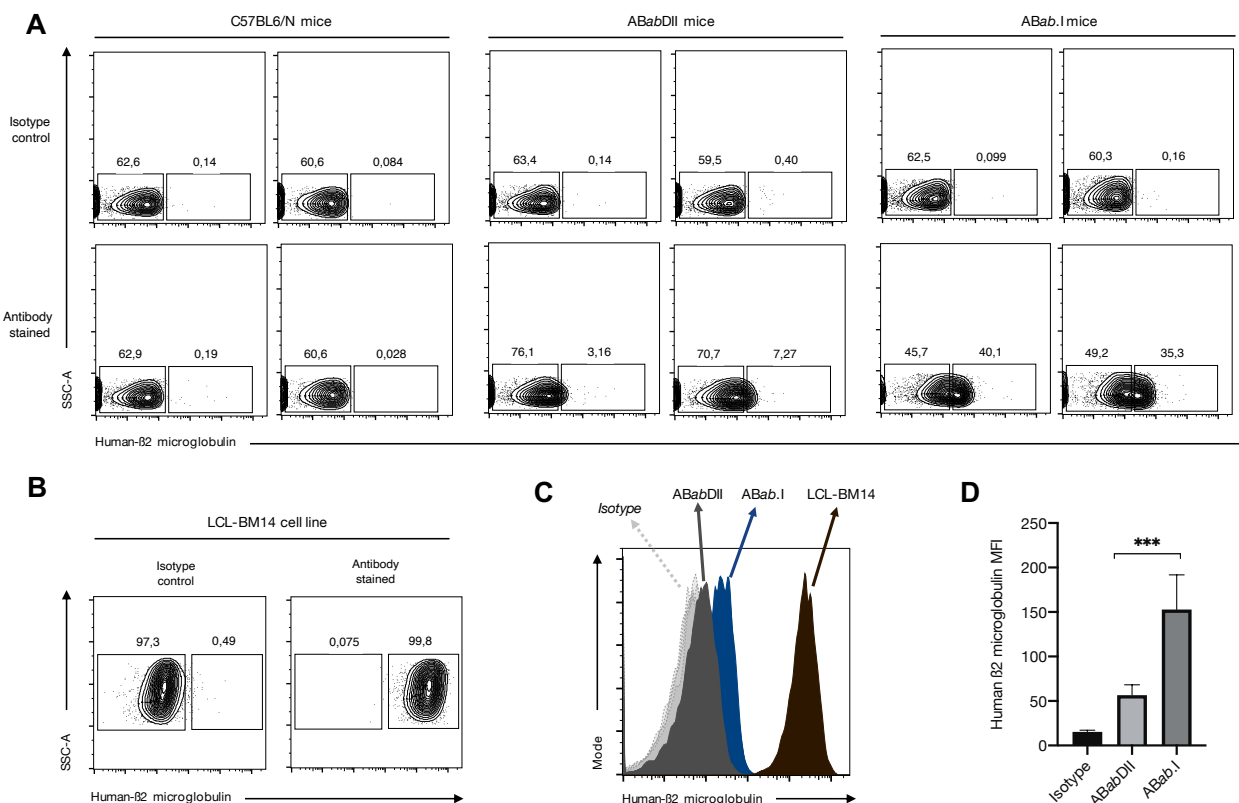 A
C57BL6/N mice
ABabDII mice
ABab.I mice
Isotype
control
62,6 0,14 60,6 0,084 63,4 0,14 59,5 0,40 62,5 0,099 60,3 0,16
Antibody
stained
62,9 0,19 60,6 0,028 76,1 3,16 70,7 7,27 45,7 40,1 49,2 35,3
SSC-A
Human-ß2 microglobulin
B
LCL-BM14 cell line
Isotype
control
Antibody
stained
97,3 0,49 0,075 99,8
SSC-A
Human-ß2 microglobulin
C
Isotype
ABabDII
ABab.I
LCL-BM14
Mode
Human-ß2 microglobulin
D
Human ß2 microglobulin MFI
250
200
150
100
50
0
***
Isotype
ABabDII
ABab.I